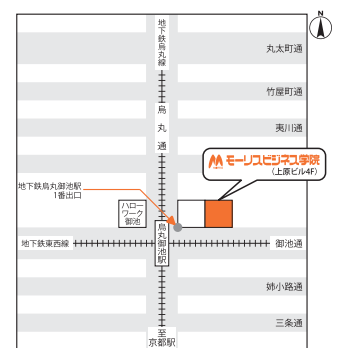 N
地下鉄烏丸線
丸太町通
竹屋町通
烏丸通
夷川通
モーリスビジネス学院
(上原ビル4F)
地下鉄烏丸御池駅
1番出口
ハロー
ワーク
御池
烏丸御池駅
地下鉄東西線
御池通
姉小路通
三条通
至
京都駅